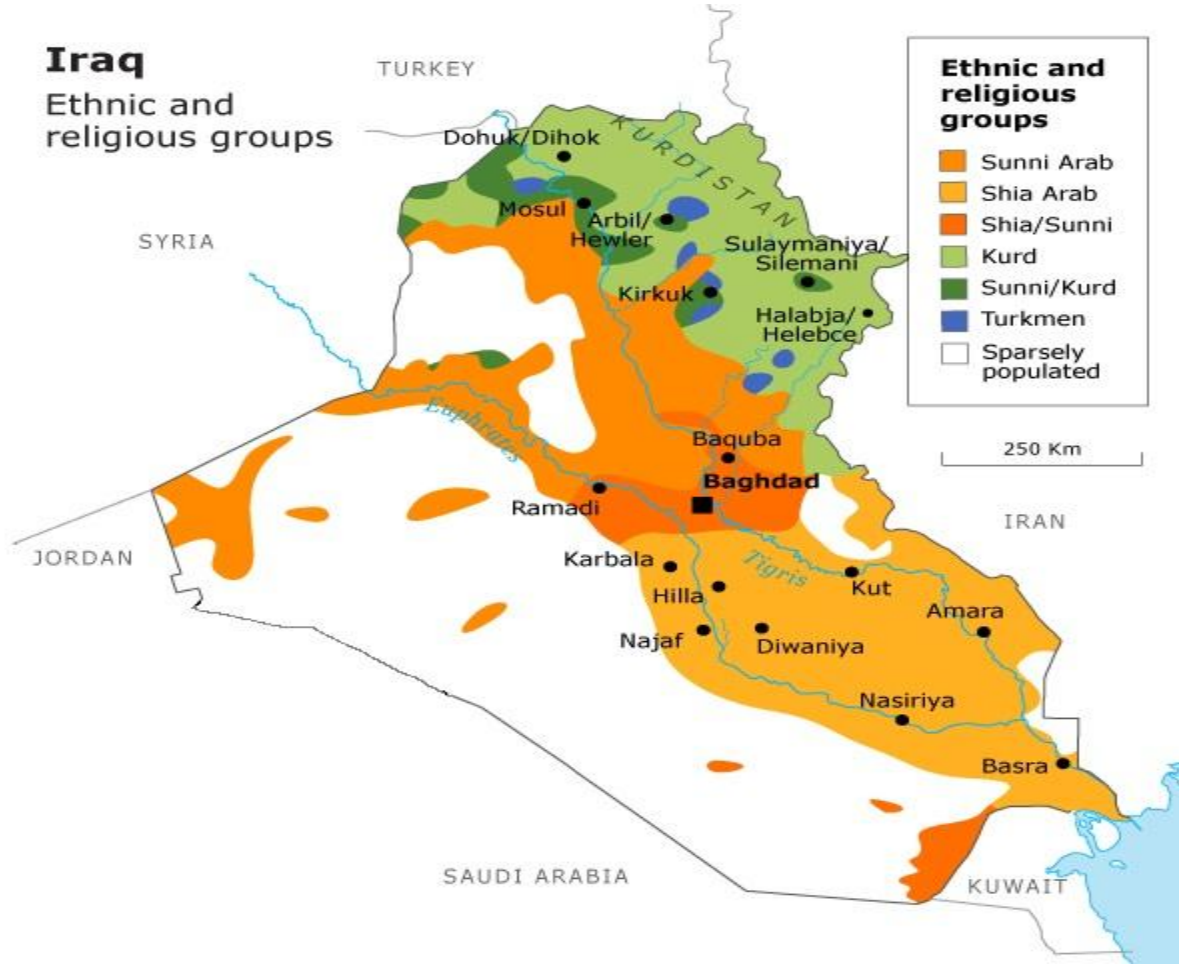 Iraq
Ethnic and
religious groups
TURKEY
SYRIA
JORDAN
SAUDI ARABIA
KUWAIT
IRAN
KURDISTAN
Dohuk/Dihok
Mosul
Arbil/
Hewler
Sulaymaniya/
Silemani
Kirkuk
Halabja/
Helebce
Euphrates
Baquba
Baghdad
Ramadi
Karbala
Tigris
Hilla
Kut
Najaf
Diwaniya
Amara
Nasiriya
Basra
Ethnic and
religious
groups
Sunni Arab
Shia Arab
Shia/Sunni
Kurd
Sunni/Kurd
Turkmen
Sparsely
populated
250 Km